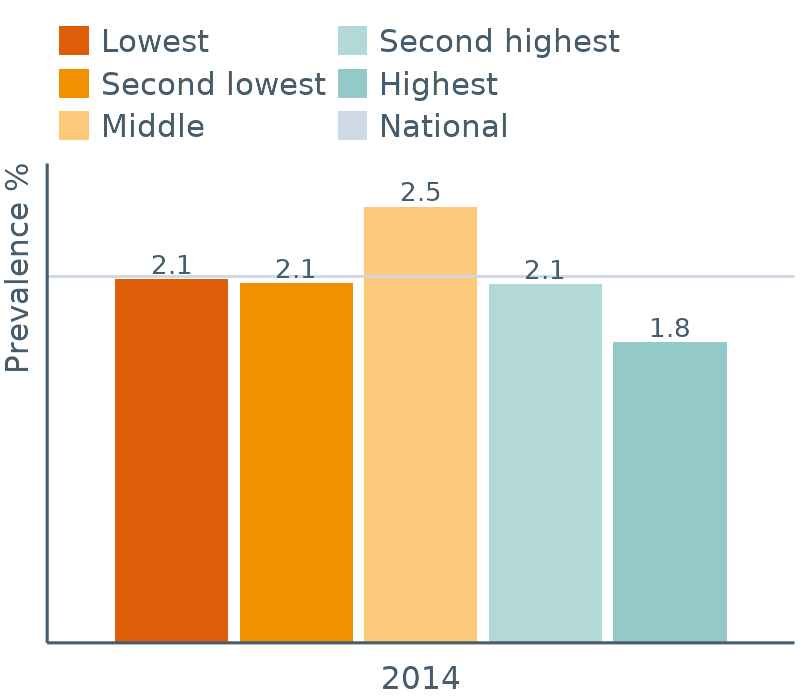 Lowest
Second lowest
Middle
Second highest
Highest
National
Prevalence %
2.1
2.1
2.5
2.1
1.8
2014